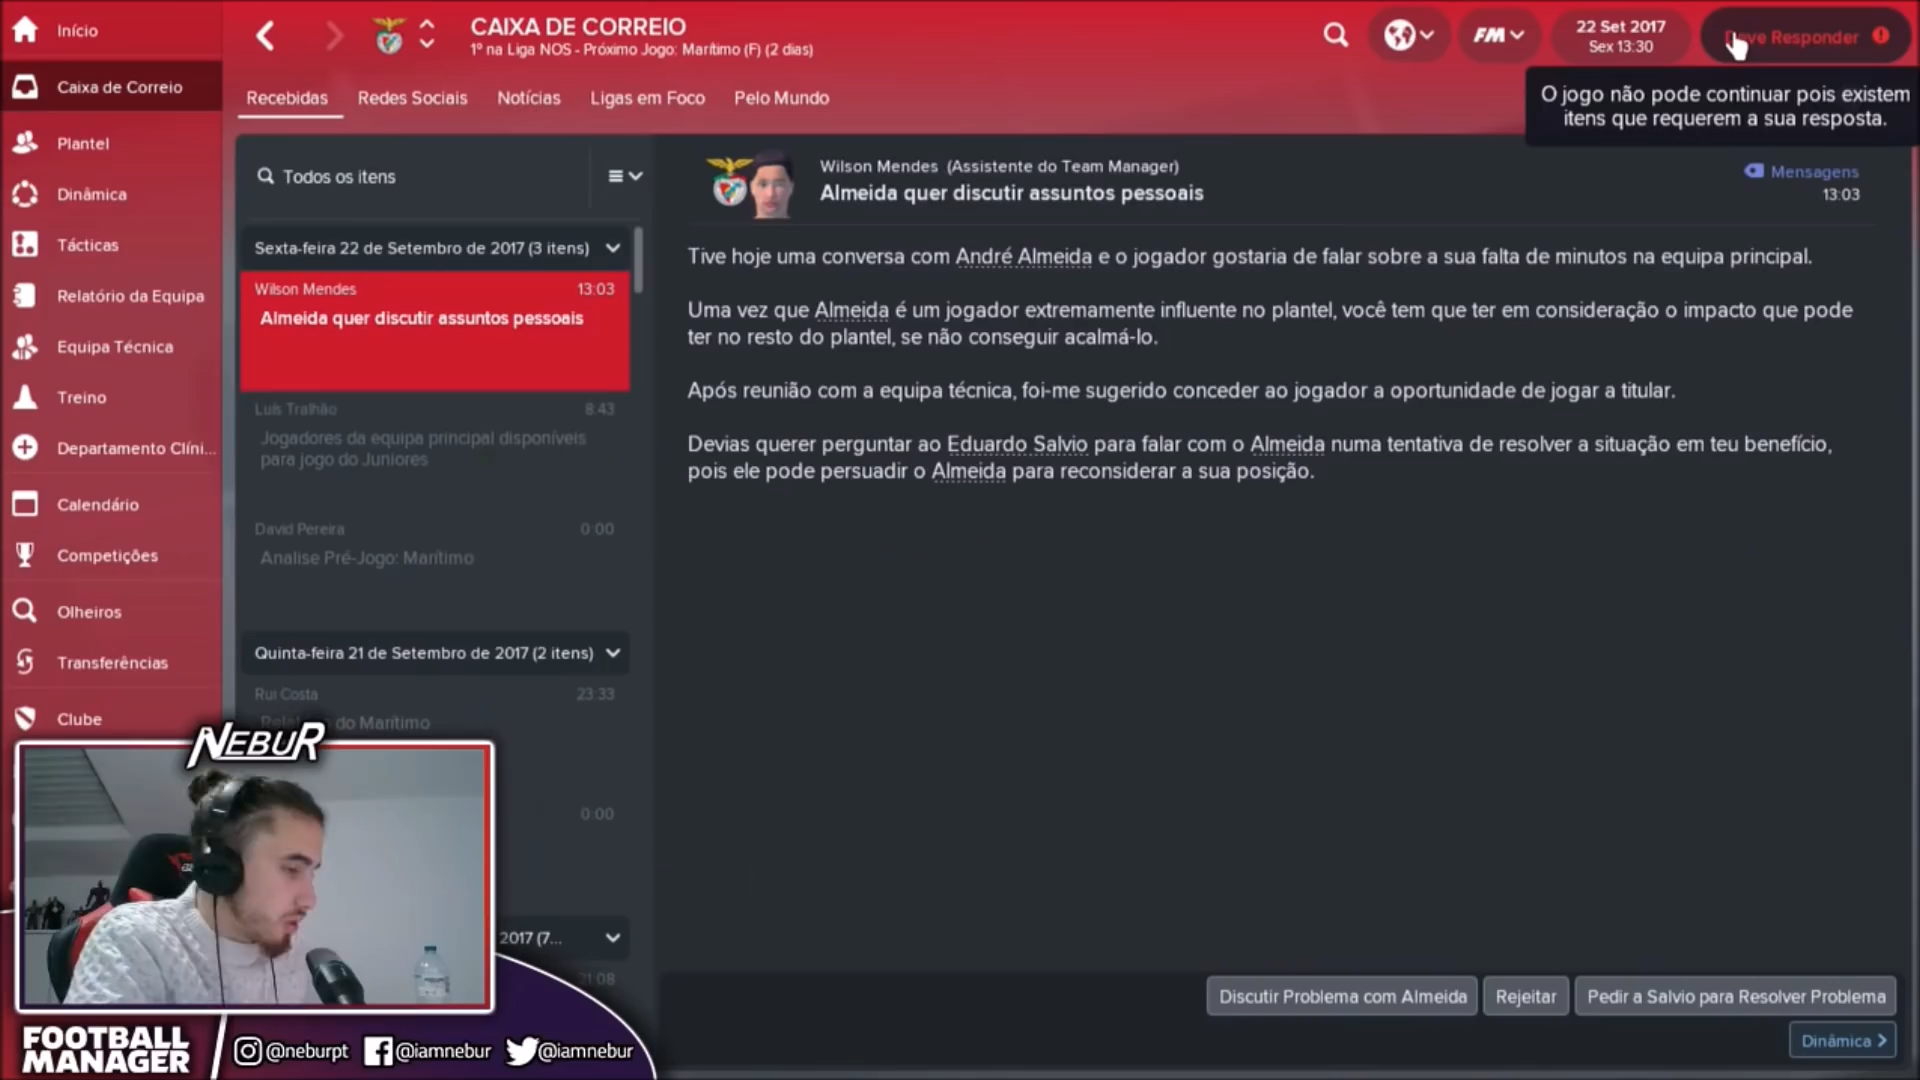 Início
Caixa de Correio
Plantel
Dinâmica
Tácticas
Relatório da Equipa
Equipa Técnica
Treino
Departamento Clíni...
Calendário
Competições
Olheiros
Transferências
Clube
CAIXA DE CORREIO
1º na Liga NOS - Próximo Jogo: Marítimo (F) (2 dias)
FM
22 Set 2017
Sex 13:30
Responder
O jogo não pode continuar pois existem
itens que requerem a sua resposta.
Recebidas
Redes Sociais
Notícias
Ligas em Foco
Pelo Mundo
Todos os itens
Sexta-feira 22 de Setembro de 2017 (3 itens)
Wilson Mendes 13:03
Almeida quer discutir assuntos pessoais
Luís Tralhão 8:43
Jogadores da equipa principal disponíveis
para jogo do Juniores
David Pereira 0:00
Analise Pré-Jogo: Marítimo
Quinta-feira 21 de Setembro de 2017 (2 itens)
Rui Costa 23:33
do Marítimo
0:00
2017 (7...
21:08
Wilson Mendes (Assistente do Team Manager)
Almeida quer discutir assuntos pessoais
Mensagens
13:03
Tive hoje uma conversa com André Almeida e o jogador gostaria de falar sobre a sua falta de minutos na equipa principal.
Uma vez que Almeida é um jogador extremamente influente no plantel, você tem que ter em consideração o impacto que pode
ter no resto do plantel, se não conseguir acalmá-lo.
Após reunião com a equipa técnica, foi-me sugerido conceder ao jogador a oportunidade de jogar a titular.
Devias querer perguntar ao Eduardo Salvio para falar com o Almeida numa tentativa de resolver a situação em teu benefício,
pois ele pode persuadir o Almeida para reconsiderar a sua posição.
Discutir Problema com Almeida
Rejeitar
Pedir a Salvio para Resolver Problema
Dinâmica
NEBUR
FOOTBALL
MANAGER
@neburpt
@iamnebur
@iamnebur